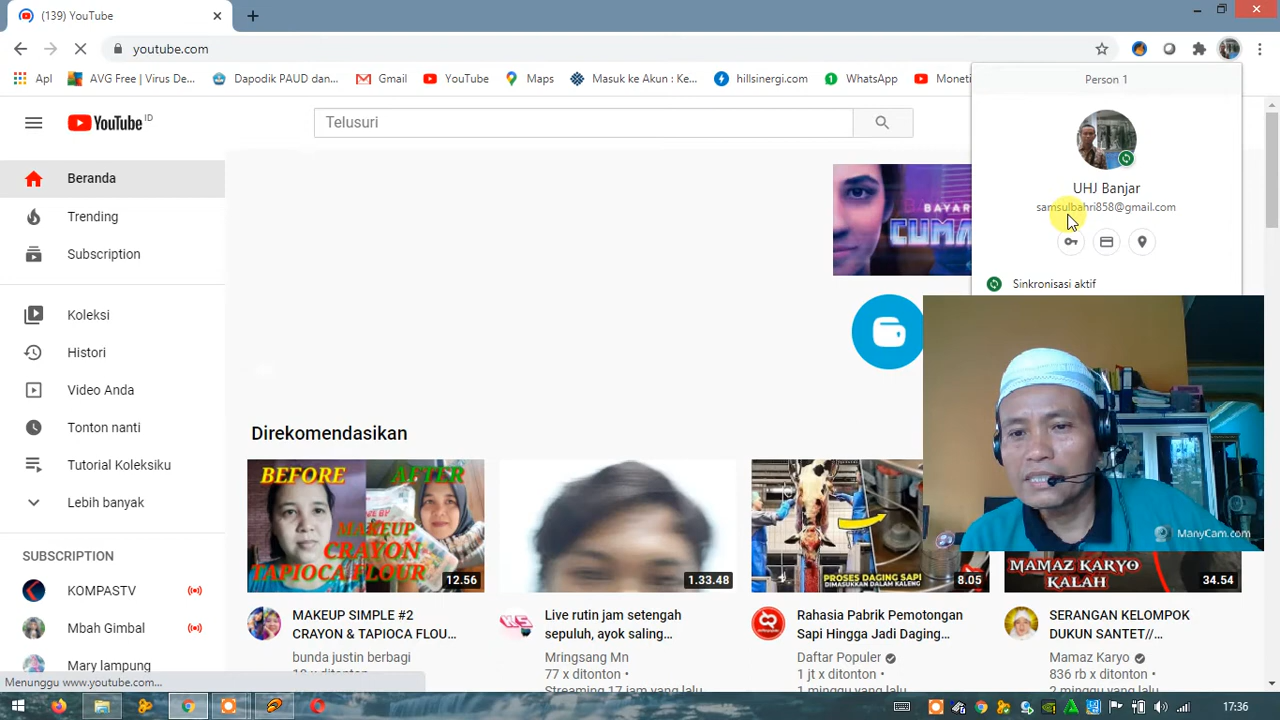 (139) YouTube
youtube.com
Apl
AVG Free | Virus De...
Dapodik PAUD dan...
Gmail
YouTube
Maps
Masuk ke Akun : Ke...
hillsinergi.com
WhatsApp
Moneti
Person 1
YouTube ID
Telusuri
UHJ Banjar
samsulbahri858@gmail.com
Sinkronisasi aktif
BAYAR
CUMA
Beranda
Trending
Subscription
Koleksi
Histori
Video Anda
Tonton nanti
Tutorial Koleksiku
Lebih banyak
SUBSCRIPTION
KOMPASTV
Mbah Gimbal
Mary lampung
Direkomendasikan
BEFORE AFTER
MAKEUP
CRAYON
TAPIOCA FLOUR
12.56
1.33.48
PROSES DAGING SAPI
DIMASUKKAN DALAM KALENG
8.05
ManyCam.com
MAMAZ KARYO
KALAH
34.54
MAKEUP SIMPLE #2
CRAYON & TAPIOCA FLOU...
bunda justin berbagi
Live rutin jam setengah
sepuluh, ayok saling...
Mringsang Mn
77 x ditonton •
Streaming 17 jam yang lalu
Rahasia Pabrik Pemotongan
Sapi Hingga Jadi Daging...
Daftar Populer
1 jt x ditonton •
1 minggu yang lalu
SERANGAN KELOMPOK
DUKUN SANTET//...
Mamaz Karyo
836 rb x ditonton •
2 minggu yang lalu
Menunggu www.youtube.com...
17:36